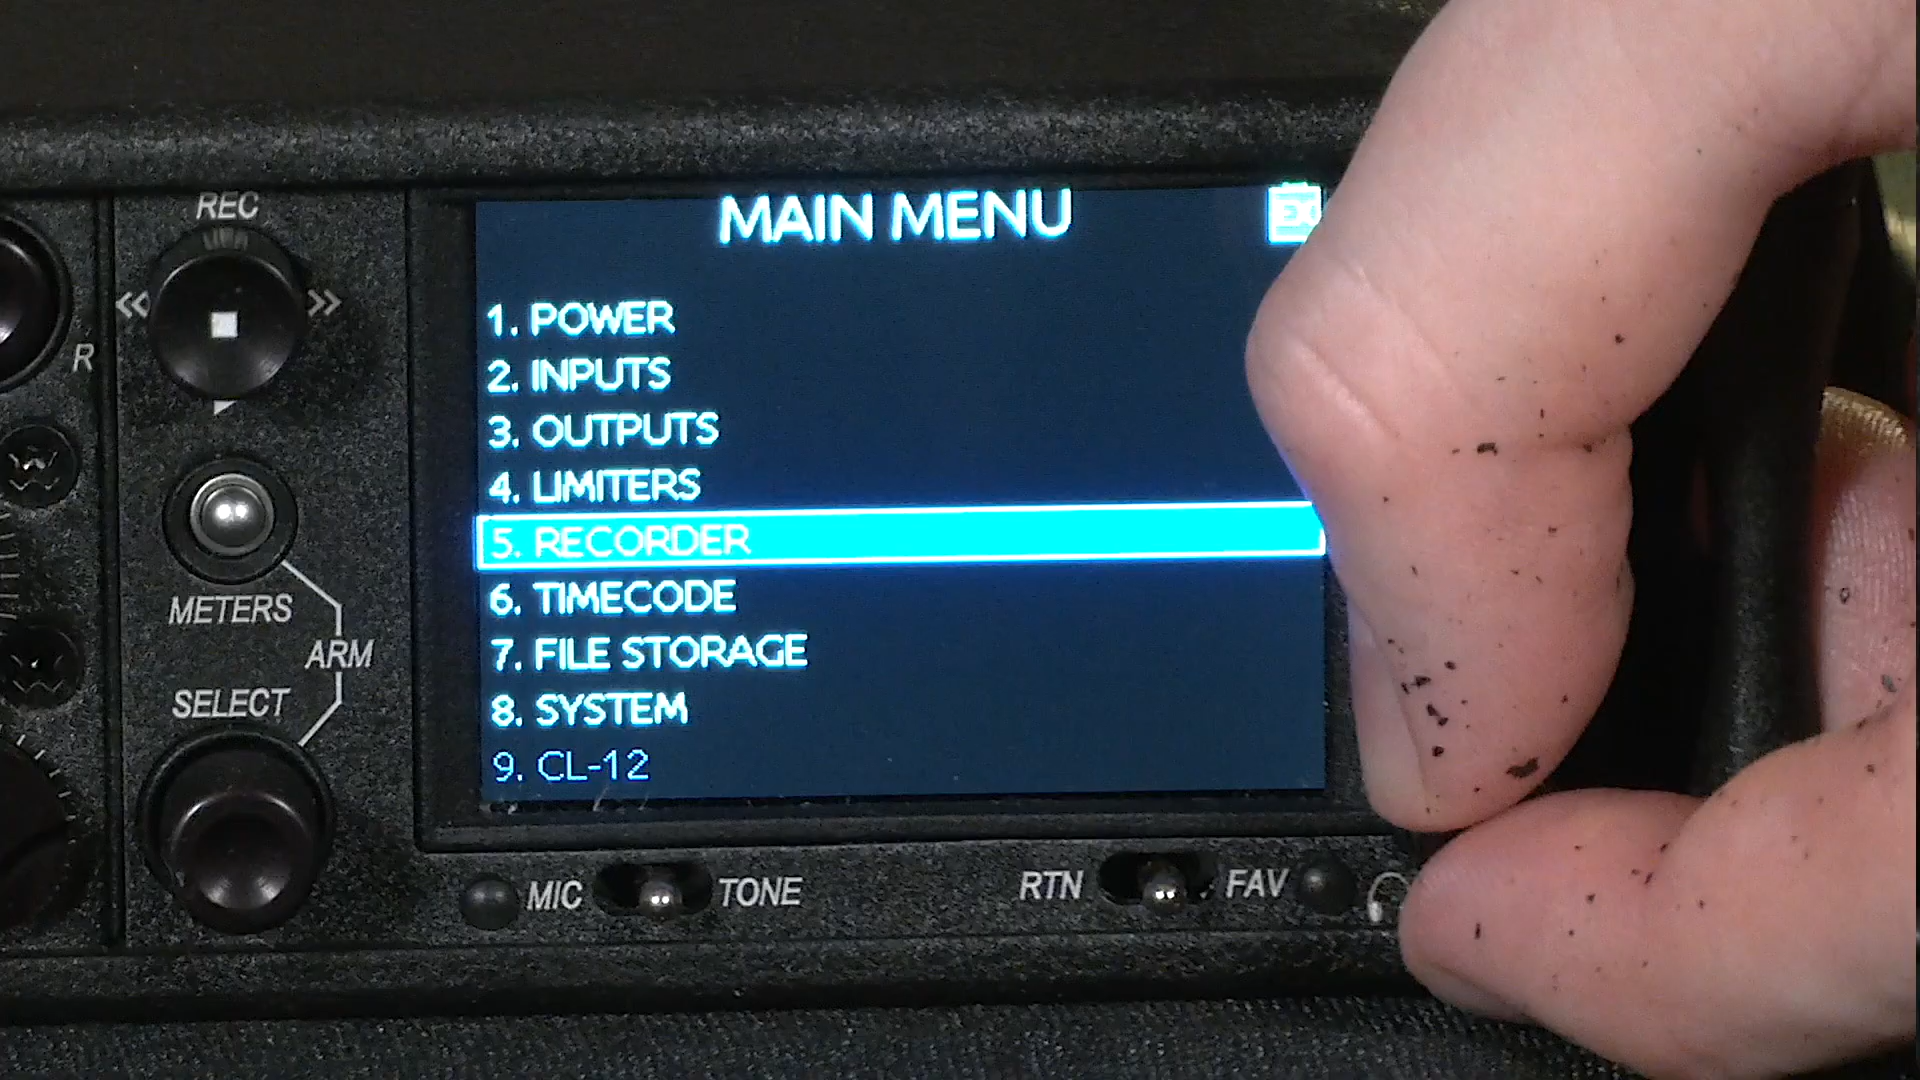 REC
R
METERS
ARM
SELECT
MAIN MENU
EX
1. POWER
2. INPUTS
3. OUTPUTS
4. LIMITERS
5. RECORDER
6. TIMECODE
7. FILE STORAGE
8. SYSTEM
9. CL-12
MIC TONE
RTN FAV